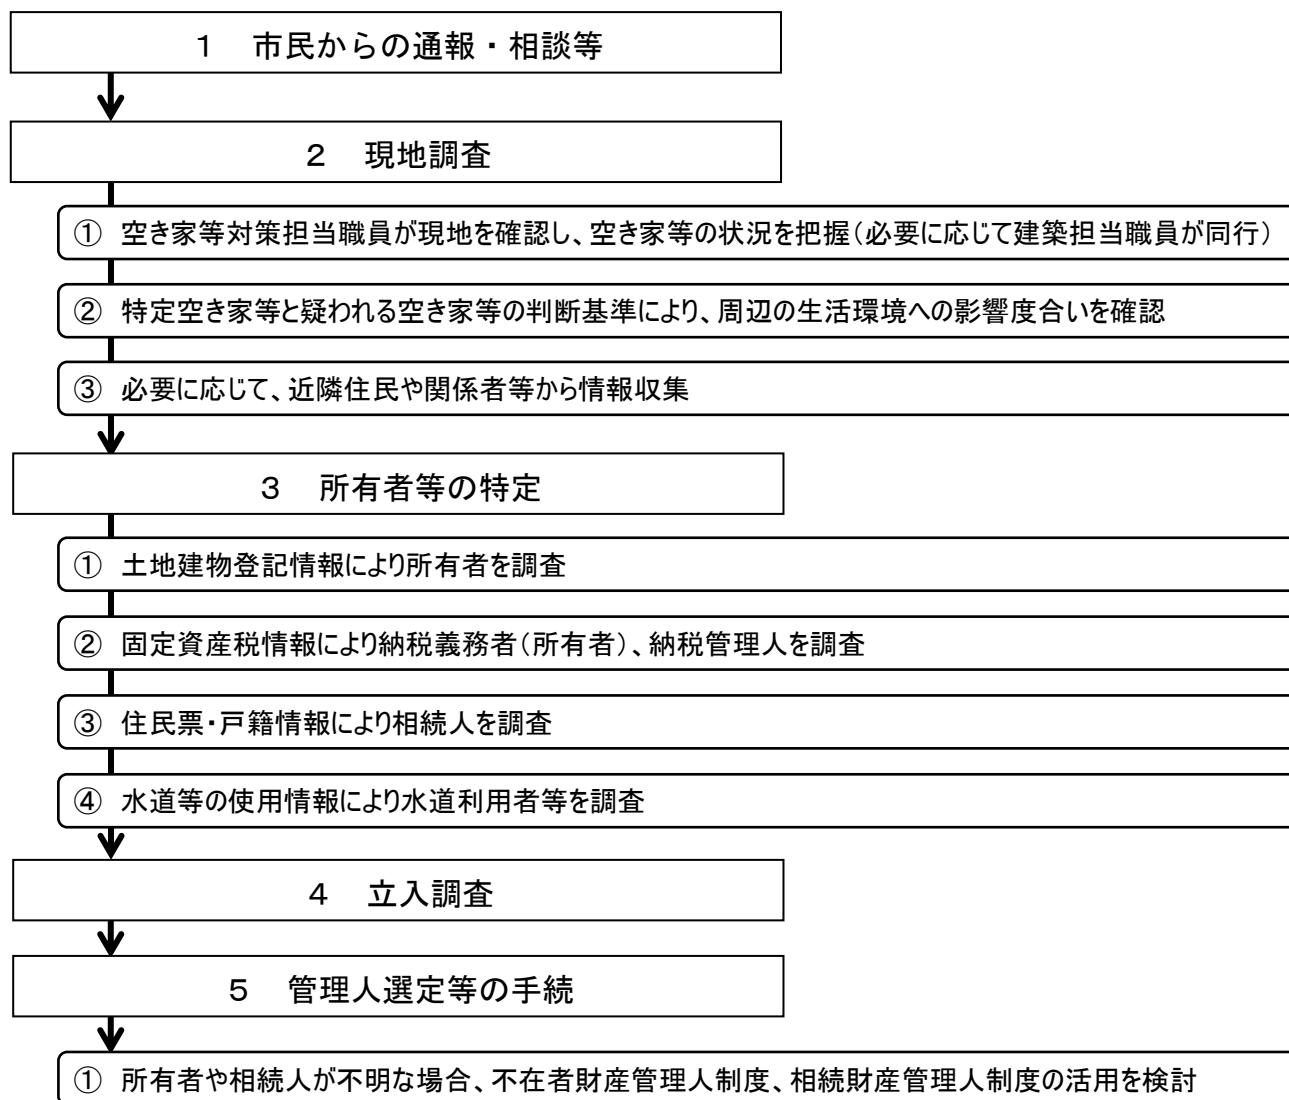 １　市民からの通報・相談等
２　現地調査
①　空き家等対策担当職員が現地を確認し、空き家等の状況を把握（必要に応じて建築担当職員が同行）
②　特定空き家等と疑われる空き家等の判断基準により、周辺の生活環境への影響度合いを確認
③　必要に応じて、近隣住民や関係者等から情報収集
３　所有者等の特定
①　土地建物登記情報により所有者を調査
②　固定資産税情報により納税義務者（所有者）、納税管理人を調査
③　住民票・戸籍情報により相続人を調査
④　水道等の使用情報により水道利用者等を調査
４　立入調査
５　管理人選定等の手続
①　所有者や相続人が不明な場合、不在者財産管理人制度、相続財産管理人制度の活用を検討